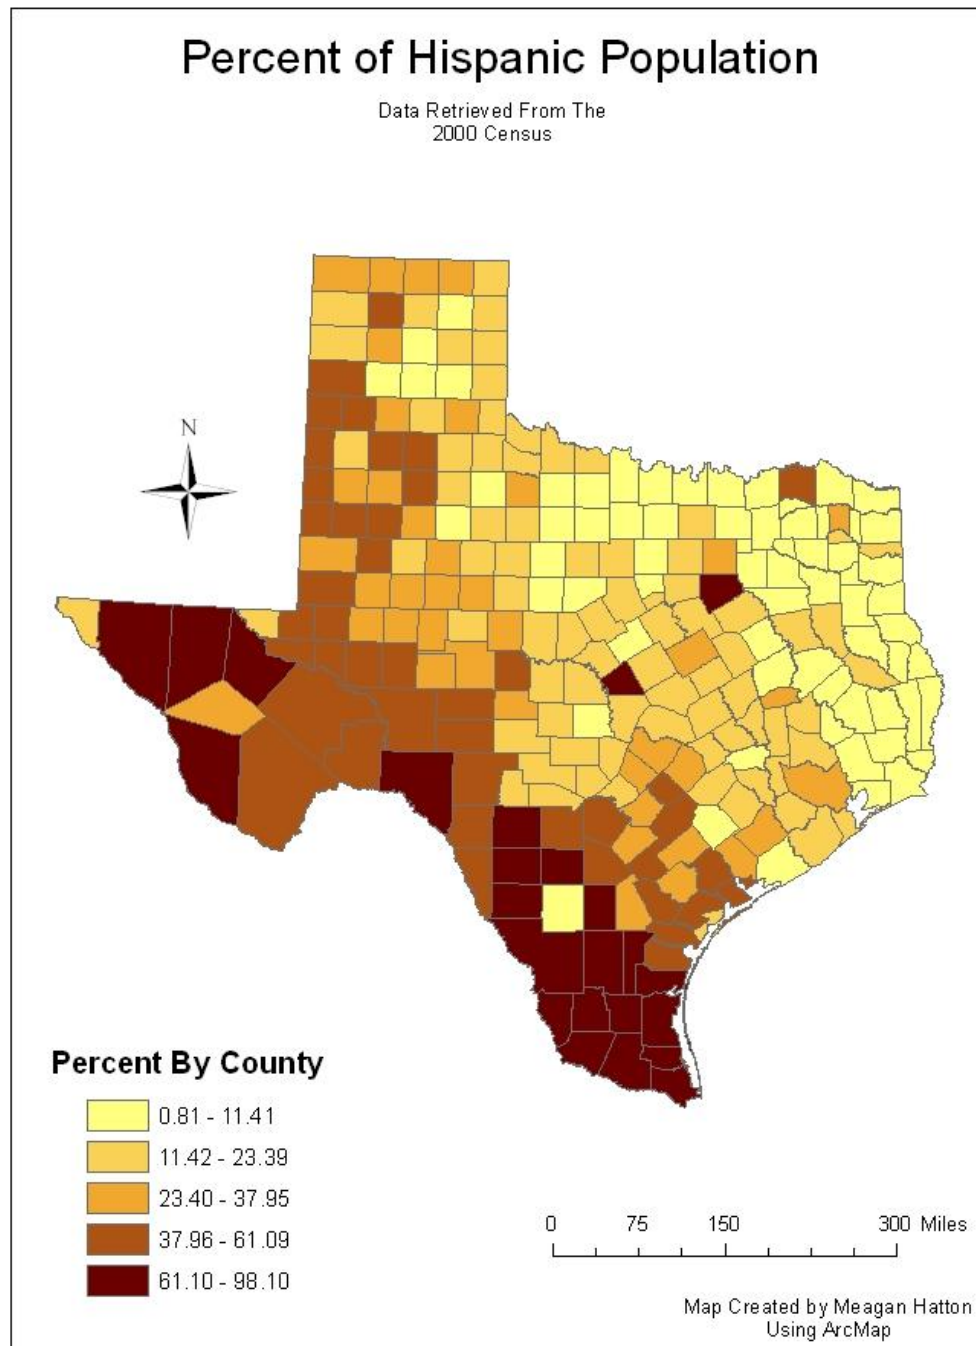 Percent of Hispanic Population
Data Retrieved From The
2000 Census
N
Percent By County
0.81 - 11.41
11.42 - 23.39
23.40 - 37.95
37.96 - 61.09
61.10 - 98.10
0 75 150 300 Miles
Map Created by Meagan Hatton
Using ArcMap